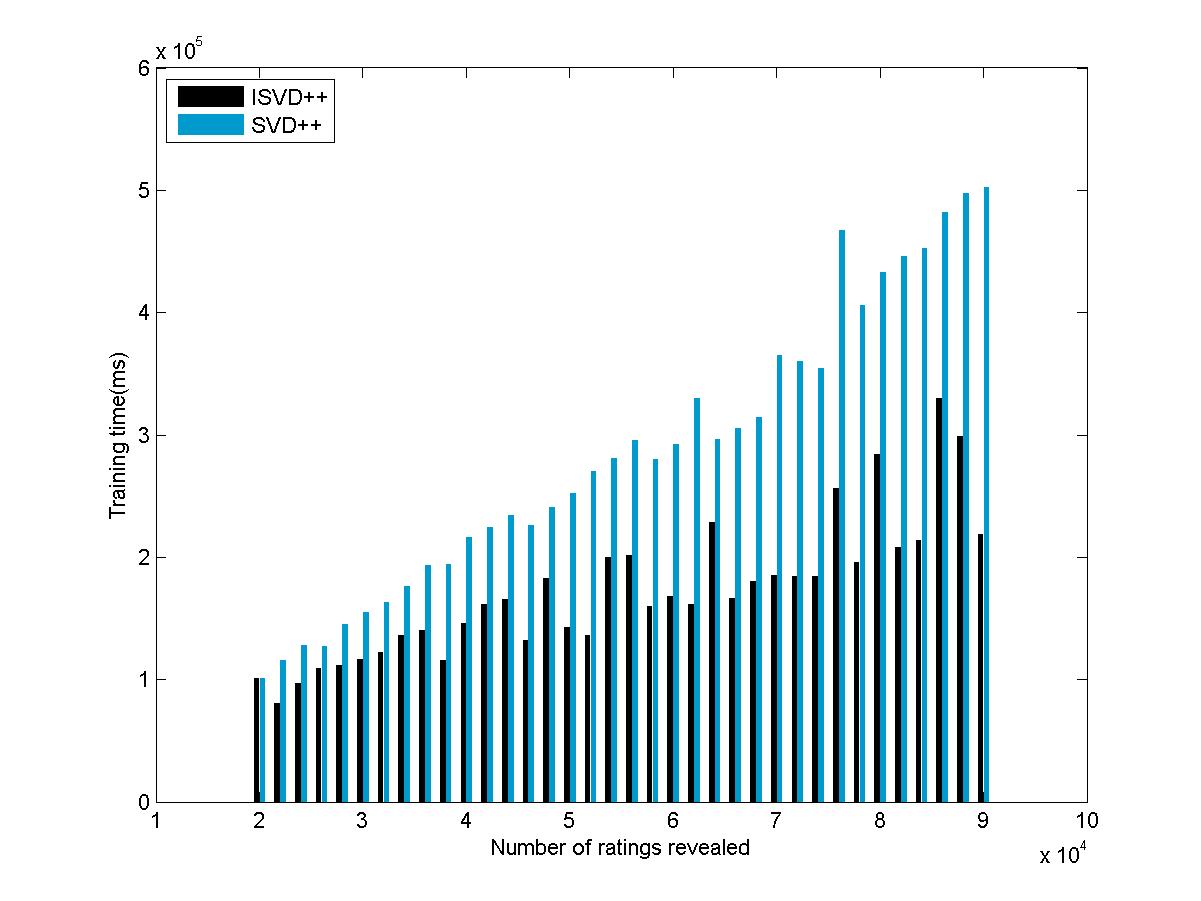 x 10^5
6
5
4
3
2
1
0
ISVD++
SVD++
Training time(ms)
1 2 3 4 5 6 7 8 9 10
Number of ratings revealed
x 10^4